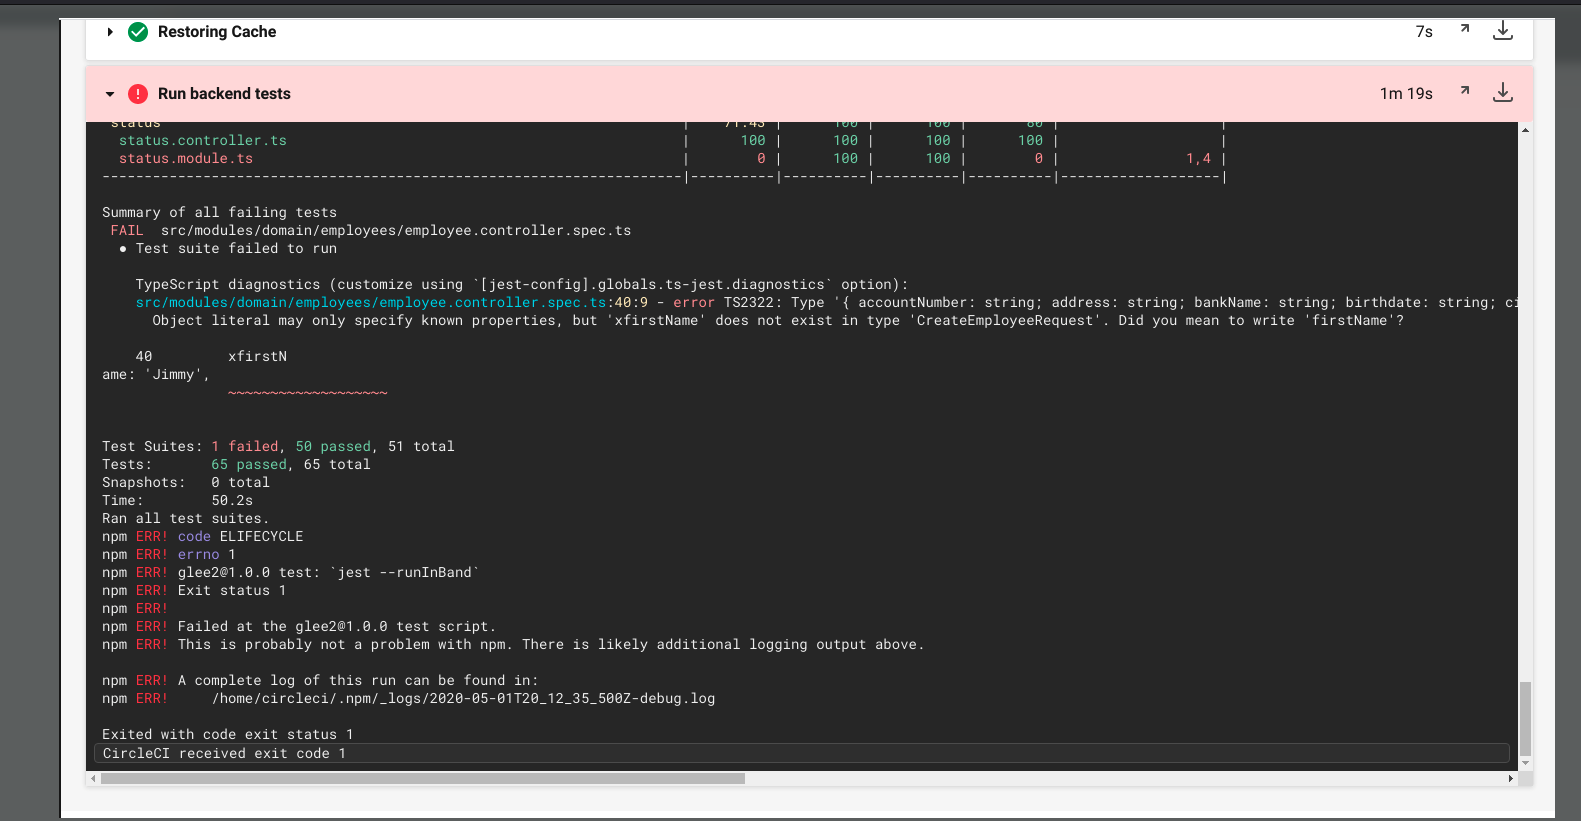 Restoring Cache 7s
Run backend tests 1m 19s
status | 71.43 | 100 | 100 | 80 | |
status.controller.ts | 100 | 100 | 100 | 100 | |
status.module.ts | 0 | 100 | 100 | 0 | 1,4 |
---------------------------------------------------------------------|----------|----------|----------|----------|-------------------|
Summary of all failing tests
FAIL src/modules/domain/employees/employee.controller.spec.ts
● Test suite failed to run
TypeScript diagnostics (customize using `[jest-config].globals.ts-jest.diagnostics` option):
src/modules/domain/employees/employee.controller.spec.ts:40:9 - error TS2322: Type '{ accountNumber: string; address: string; bankName: string; birthdate: string; ci
Object literal may only specify known properties, but 'xfirstName' does not exist in type 'CreateEmployeeRequest'. Did you mean to write 'firstName'?
40 xfirstN
ame: 'Jimmy',
~~~~~~~~~~~~~~~~~~~
Test Suites: 1 failed, 50 passed, 51 total
Tests: 65 passed, 65 total
Snapshots: 0 total
Time: 50.2s
Ran all test suites.
npm ERR! code ELIFECYCLE
npm ERR! errno 1
npm ERR! glee2@1.0.0 test: `jest --runInBand`
npm ERR! Exit status 1
npm ERR!
npm ERR! Failed at the glee2@1.0.0 test script.
npm ERR! This is probably not a problem with npm. There is likely additional logging output above.
npm ERR! A complete log of this run can be found in:
npm ERR! /home/circleci/.npm/_logs/2020-05-01T20_12_35_500Z-debug.log
Exited with code exit status 1
CircleCI received exit code 1